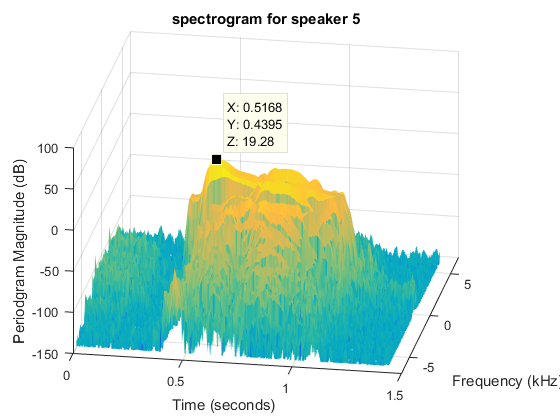 spectrogram for speaker 5
X: 0.5168
Y: 0.4395
Z: 19.28
100
50
0
-50
-100
-150
Periodgram Magnitude (dB)
0
0.5
1
1.5
Time (seconds)
5
0
-5
Frequency (kHz)